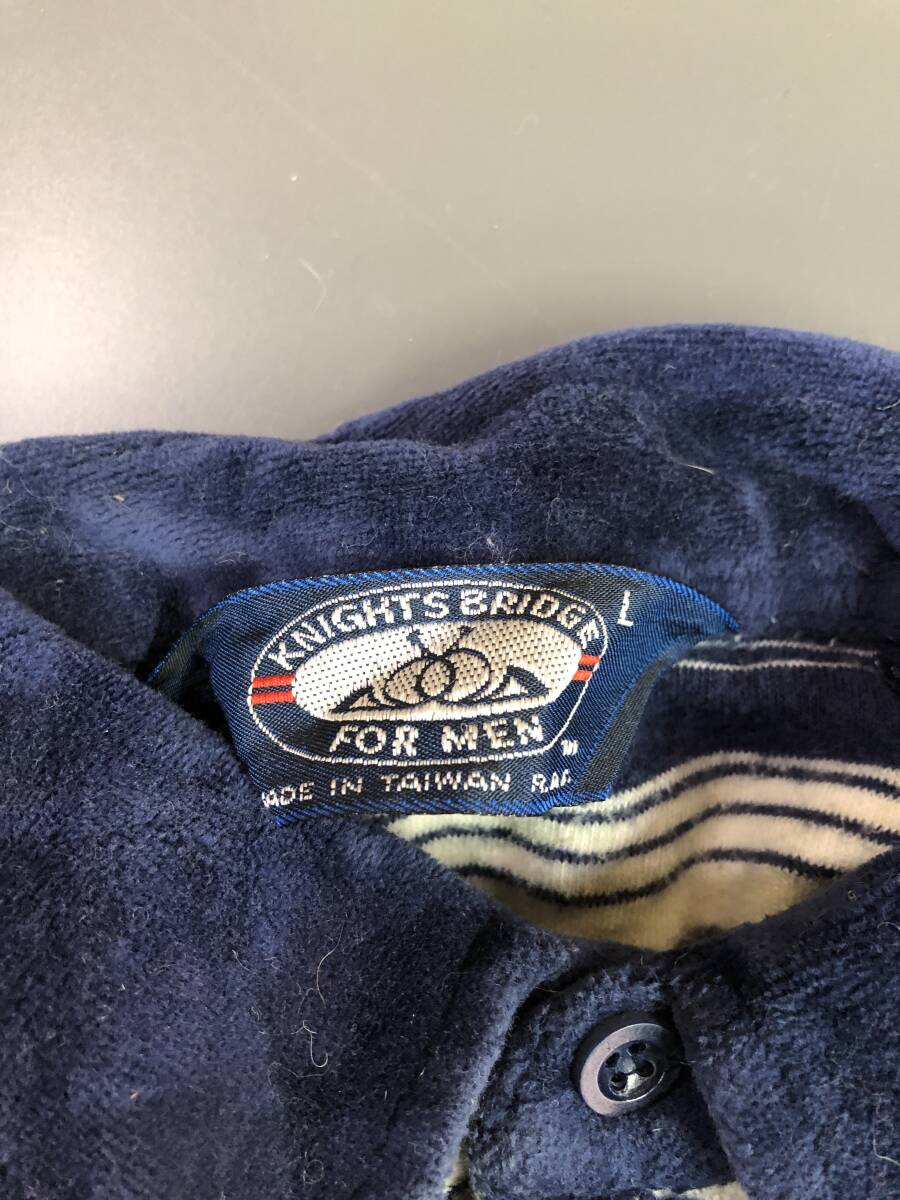 KNIGHTSBRIDGE
L
FOR MEN
MADE IN TAIWAN